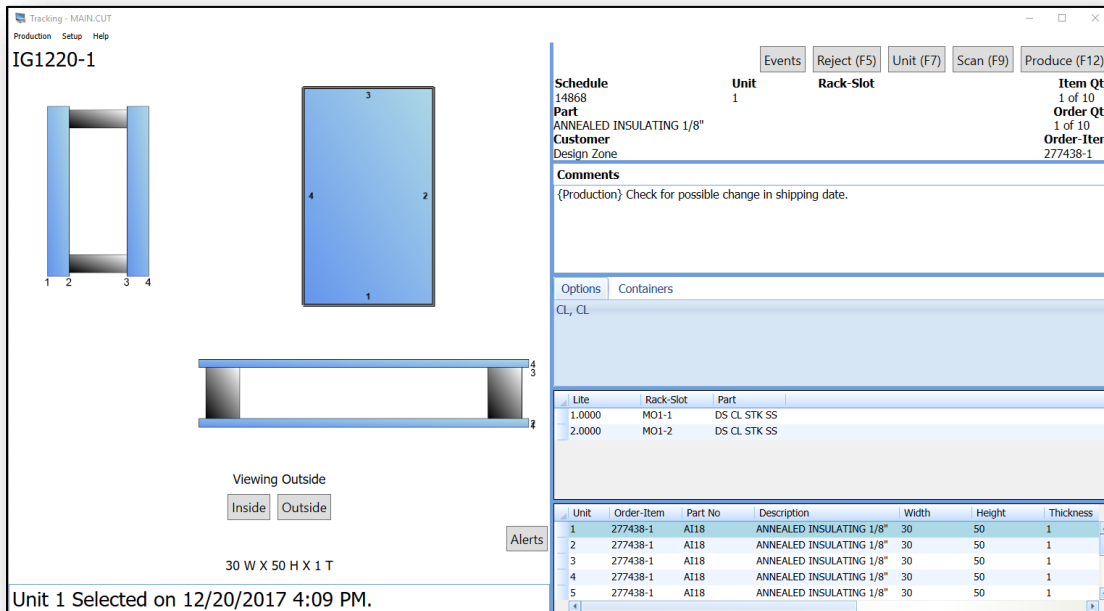 Tracking - MAIN.CUT
Production Setup Help
IG1220-1
Events Reject (F5) Unit (F7) Scan (F9) Produce (F12)
Schedule Unit Rack-Slot Item Qt
14868 1 1 of 10
Part Order Qt
ANNEALED INSULATING 1/8" 1 of 10
Customer Order-Iter
Design Zone 277438-1
Comments
{Production} Check for possible change in shipping date.
3
4 2
1
1 2 3 4
Options Containers
CL, CL
4
3
2
Lite Rack-Slot Part
1.0000 MO1-1 DS CL STK SS
2.0000 MO1-2 DS CL STK SS
Viewing Outside
Inside Outside
Alerts
30 W X 50 H X 1 T
Unit 1 Selected on 12/20/2017 4:09 PM.
Unit Order-Item Part No Description Width Height Thickness
1 277438-1 AI18 ANNEALED INSULATING 1/8" 30 50 1
2 277438-1 AI18 ANNEALED INSULATING 1/8" 30 50 1
3 277438-1 AI18 ANNEALED INSULATING 1/8" 30 50 1
4 277438-1 AI18 ANNEALED INSULATING 1/8" 30 50 1
5 277438-1 AI18 ANNEALED INSULATING 1/8" 30 50 1